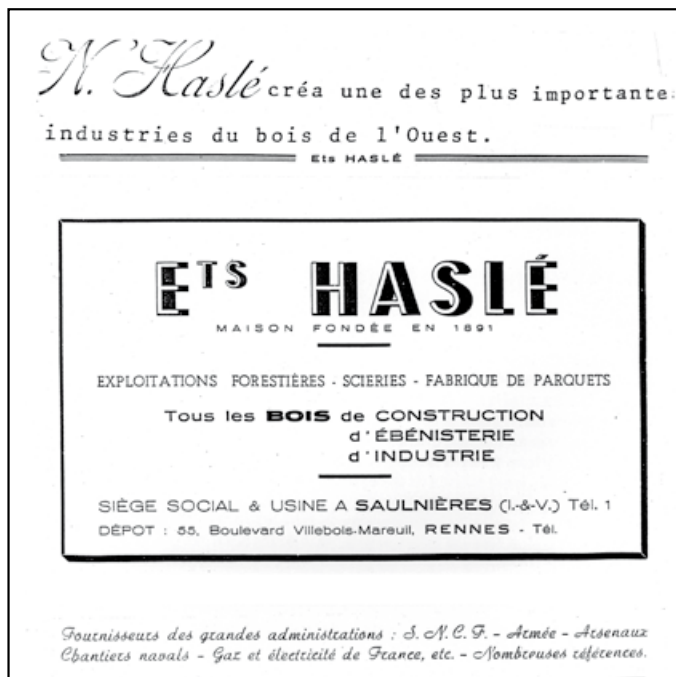 N. Haslé créa une des plus importante
industries du bois de l'Ouest.
Ets HASLÉ
ETS HASLÉ
MAISON FONDÉE EN 1891
EXPLOITATIONS FORESTIÈRES - SCIERIES - FABRIQUE DE PARQUETS
Tous les BOIS de CONSTRUCTION
d'ÉBÉNISTERIE
d'INDUSTRIE
SIÈGE SOCIAL & USINE A SAULNIÈRES (I.-&-V.) Tél. 1
DÉPOT : 55, Boulevard Villebois-Mareuil, RENNES - Tél.
Fournisseurs des grandes administrations : S. N. C. F. - Armée - Arsenaux
Chantiers navals - Gaz et électricité de France, etc. - Nombreuses références.